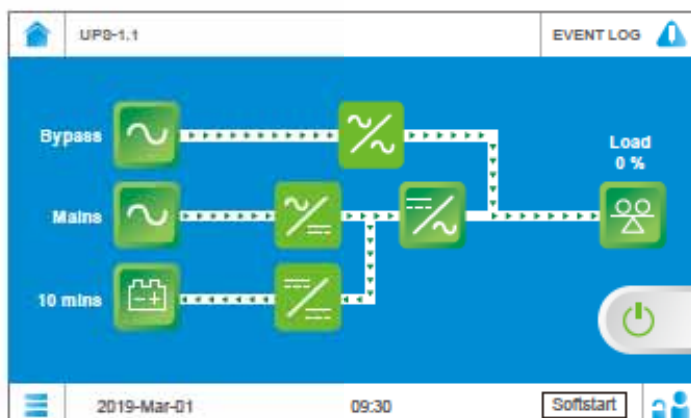 UPS-1.1 EVENT LOG
Bypass
Load
0 %
Mains
10 mins
2019-Mar-01 09:30 Softstart